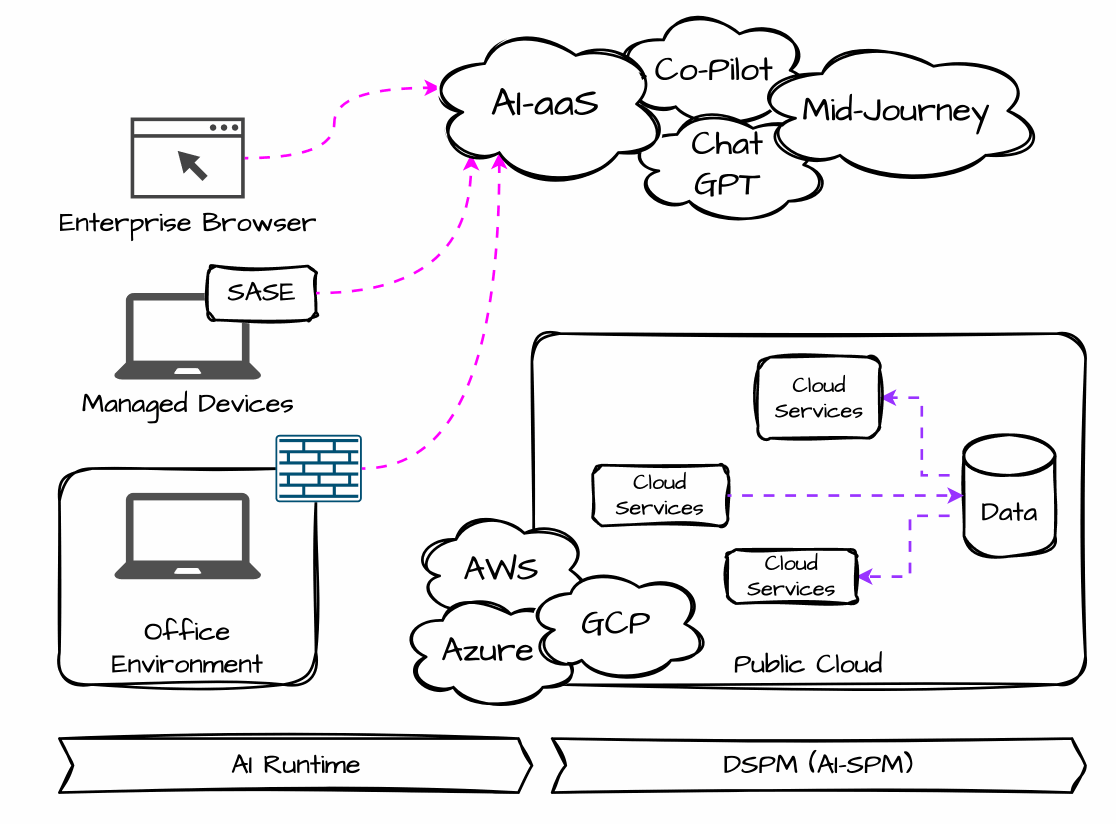 Co-Pilot
AI-aaS
Mid-Journey
Chat
GPT
Enterprise Browser
SASE
Managed Devices
Cloud
Services
Cloud
Services
Data
Cloud
Services
AWS
GCP
Azure
Office
Environment
Public Cloud
AI Runtime
DSPM (AI-SPM)